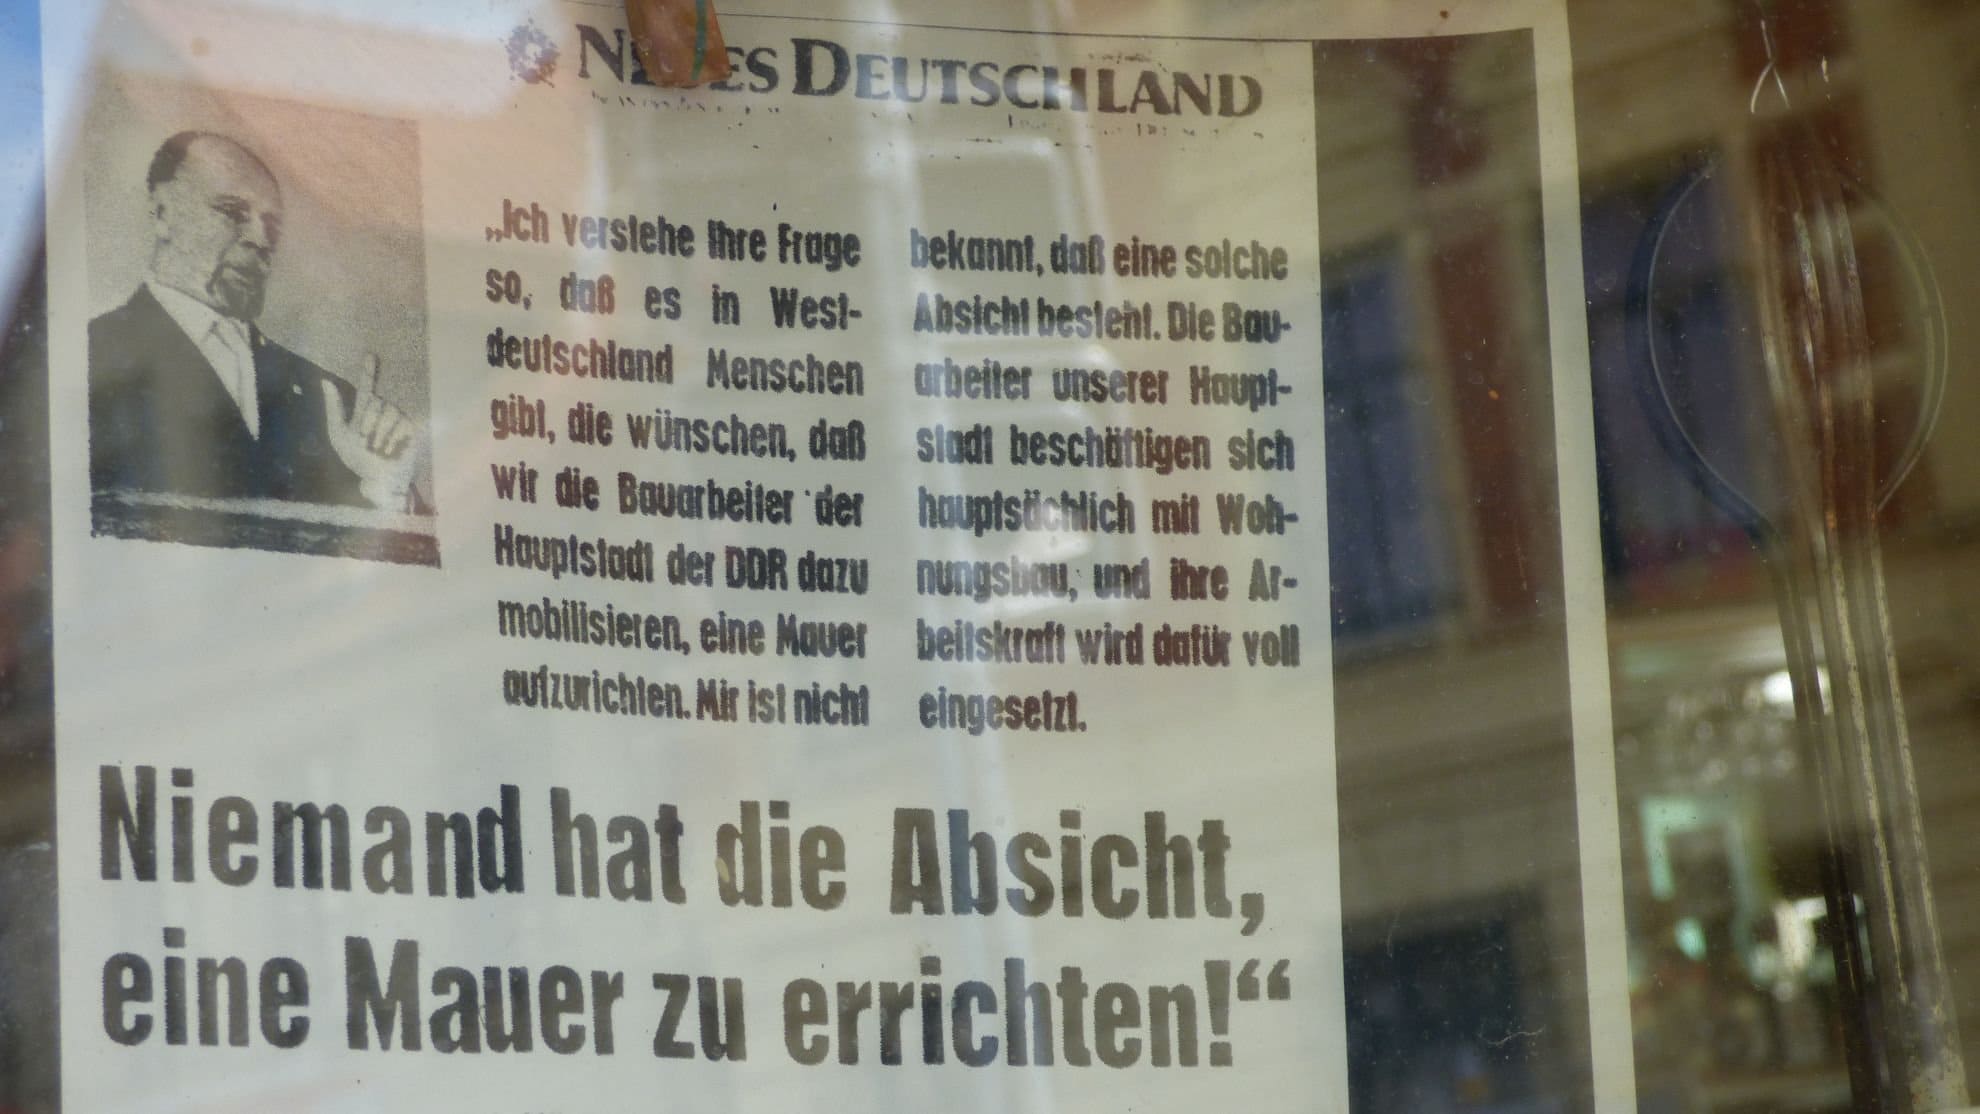 NEUES DEUTSCHLAND
„Ich verstehe Ihre Frage
so, daß es in West-
deutschland Menschen
gibt, die wünschen, daß
wir die Bauarbeiter der
Hauptstadt der DDR dazu
mobilisieren, eine Mauer
aufzurichten. Mir ist nicht
bekannt, daß eine solche
Absicht besteht. Die Bau-
arbeiter unserer Haupt-
stadt beschäftigen sich
hauptsächlich mit Woh-
nungsbau, und ihre Ar-
beitskraft wird dafür voll
eingesetzt.
Niemand hat die Absicht,
eine Mauer zu errichten!“